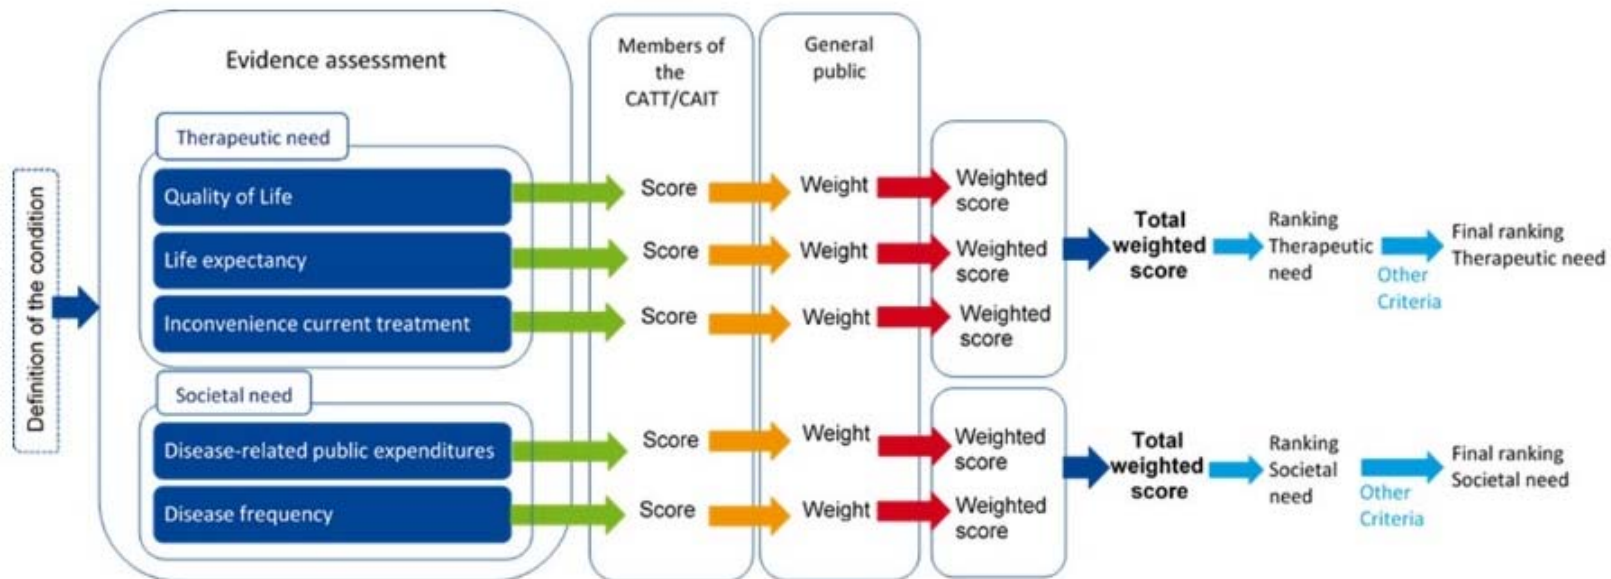 Definition of the condition
Evidence assessment
Therapeutic need
Quality of Life
Life expectancy
Inconvenience current treatment
Societal need
Disease-related public expenditures
Disease frequency
Members of
the
CATT/CAIT
Score
Score
Score
Score
Score
General
public
Weight
Weight
Weight
Weight
Weight
Weighted
score
Weighted
score
Weighted
score
Weighted
score
Weighted
score
Total
weighted
score
Ranking
Therapeutic
need
Other
Criteria
Final ranking
Therapeutic need
Total
weighted
score
Ranking
Societal
need
Other
Criteria
Final ranking
Societal need